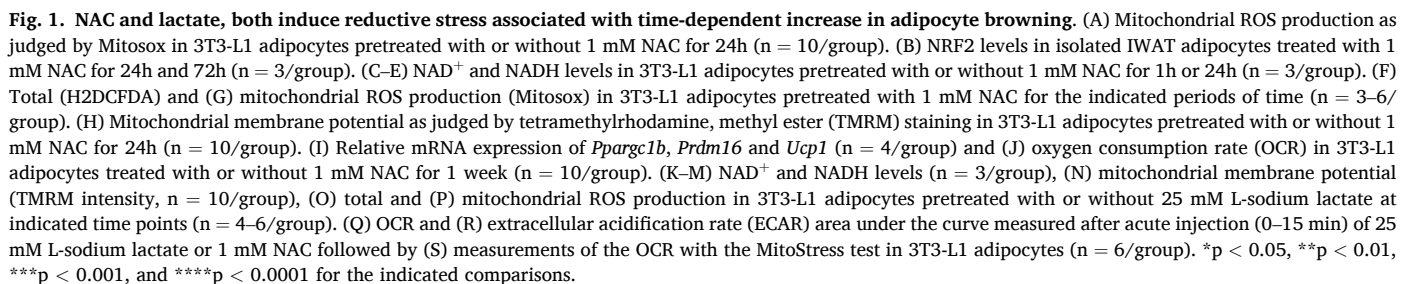 Fig. 1. NAC and lactate, both induce reductive stress associated with time-dependent increase in adipocyte browning. (A) Mitochondrial ROS production as
judged by Mitosox in 3T3-L1 adipocytes pretreated with or without 1 mM NAC for 24h (n = 10/group). (B) NRF2 levels in isolated IWAT adipocytes treated with 1
mM NAC for 24h and 72h (n = 3/group). (C–E) NAD⁺ and NADH levels in 3T3-L1 adipocytes pretreated with or without 1 mM NAC for 1h or 24h (n = 3/group). (F)
Total (H2DCFDA) and (G) mitochondrial ROS production (Mitosox) in 3T3-L1 adipocytes pretreated with 1 mM NAC for the indicated periods of time (n = 3–6/
group). (H) Mitochondrial membrane potential as judged by tetramethylrhodamine, methyl ester (TMRM) staining in 3T3-L1 adipocytes pretreated with or without 1
mM NAC for 24h (n = 10/group). (I) Relative mRNA expression of Ppargc1b, Prdm16 and Ucp1 (n = 4/group) and (J) oxygen consumption rate (OCR) in 3T3-L1
adipocytes treated with or without 1 mM NAC for 1 week (n = 10/group). (K–M) NAD⁺ and NADH levels (n = 3/group), (N) mitochondrial membrane potential
(TMRM intensity, n = 10/group), (O) total and (P) mitochondrial ROS production in 3T3-L1 adipocytes pretreated with or without 25 mM L-sodium lactate at
indicated time points (n = 4–6/group). (Q) OCR and (R) extracellular acidification rate (ECAR) area under the curve measured after acute injection (0–15 min) of 25
mM L-sodium lactate or 1 mM NAC followed by (S) measurements of the OCR with the MitoStress test in 3T3-L1 adipocytes (n = 6/group). *p < 0.05, **p < 0.01,
***p < 0.001, and ****p < 0.0001 for the indicated comparisons.